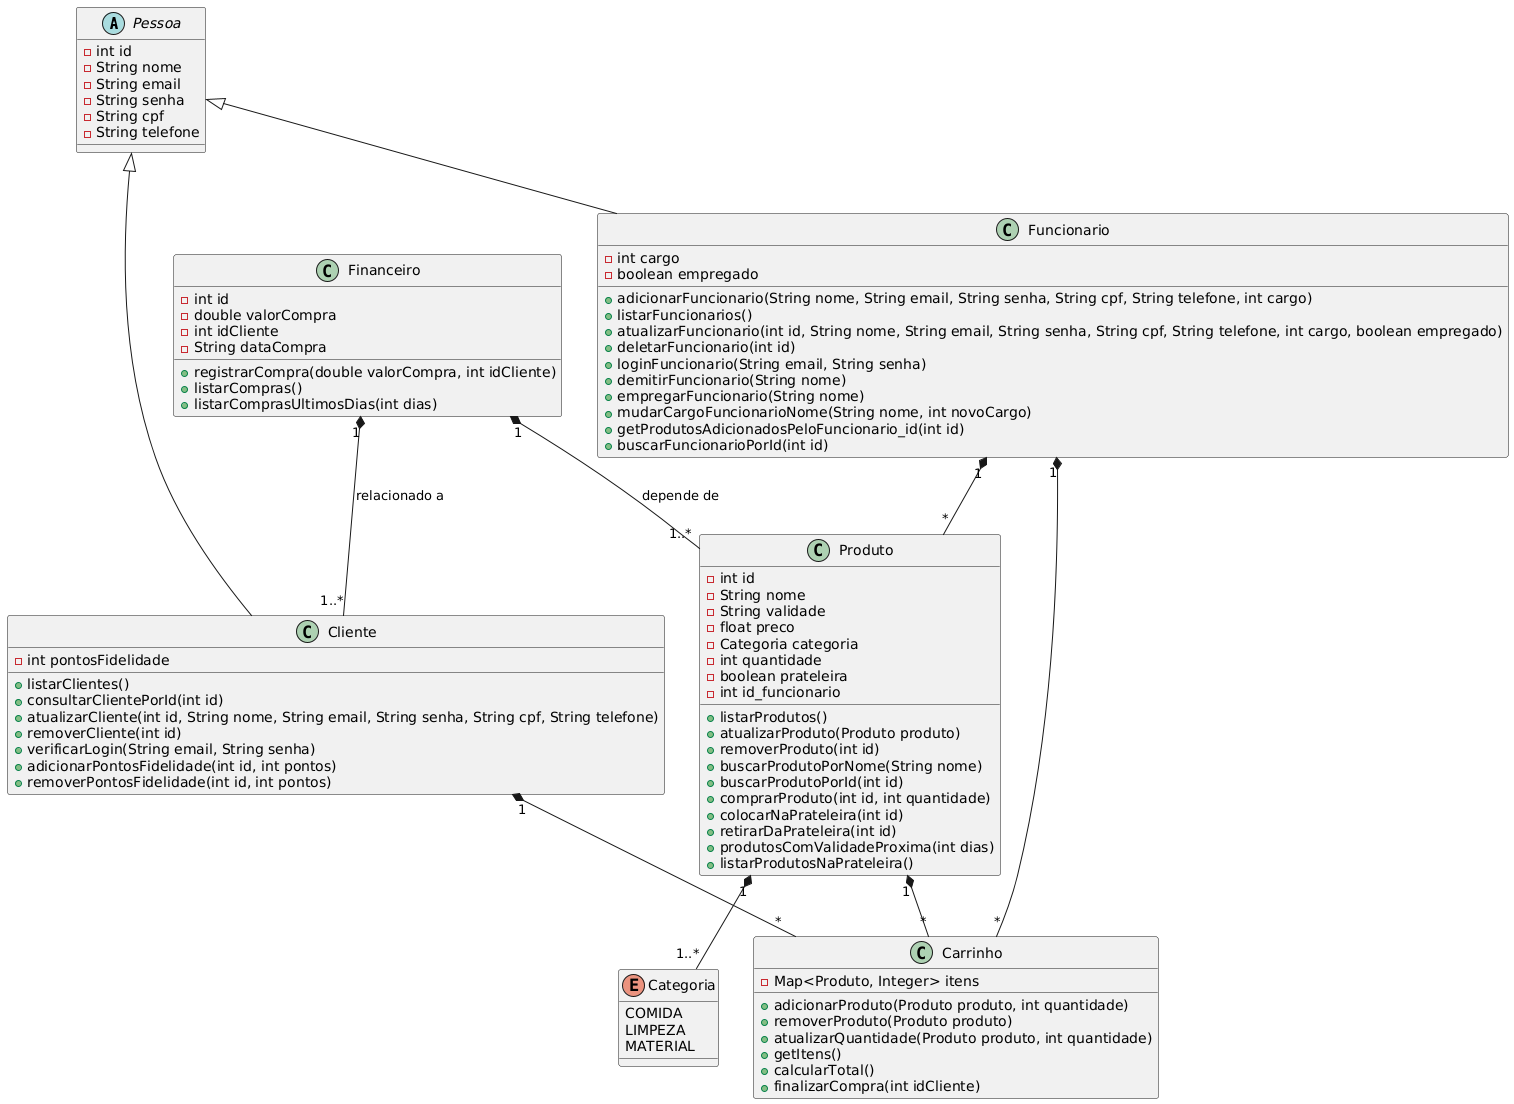 A Pessoa
int id
String nome
String email
String senha
String cpf
String telefone
C Funcionario
int cargo
boolean empregado
adicionarFuncionario(String nome, String email, String senha, String cpf, String telefone, int cargo)
listarFuncionarios()
atualizarFuncionario(int id, String nome, String email, String senha, String cpf, String telefone, int cargo, boolean empregado)
deletarFuncionario(int id)
loginFuncionario(String email, String senha)
demitirFuncionario(String nome)
empregarFuncionario(String nome)
mudarCargoFuncionarioNome(String nome, int novoCargo)
getProdutosAdicionadosPeloFuncionario_id(int id)
buscarFuncionarioPorId(int id)
C Financeiro
int id
double valorCompra
int idCliente
String dataCompra
registrarCompra(double valorCompra, int idCliente)
listarCompras()
listarComprasUltimosDias(int dias)
1
1
1
1
relacionado a
depende de
*
1..*
1..*
C Produto
int id
String nome
String validade
float preco
Categoria categoria
int quantidade
boolean prateleira
int id_funcionario
listarProdutos()
atualizarProduto(Produto produto)
removerProduto(int id)
buscarProdutoPorNome(String nome)
buscarProdutoPorId(int id)
comprarProduto(int id, int quantidade)
colocarNaPrateleira(int id)
retirarDaPrateleira(int id)
produtosComValidadeProxima(int dias)
listarProdutosNaPrateleira()
C Cliente
int pontosFidelidade
listarClientes()
consultarClientePorId(int id)
atualizarCliente(int id, String nome, String email, String senha, String cpf, String telefone)
removerCliente(int id)
verificarLogin(String email, String senha)
adicionarPontosFidelidade(int id, int pontos)
removerPontosFidelidade(int id, int pontos)
1
1
1
*
*
*
1..*
E Categoria
COMIDA
LIMPEZA
MATERIAL
C Carrinho
Map<Produto, Integer> itens
adicionarProduto(Produto produto, int quantidade)
removerProduto(Produto produto)
atualizarQuantidade(Produto produto, int quantidade)
getItens()
calcularTotal()
finalizarCompra(int idCliente)